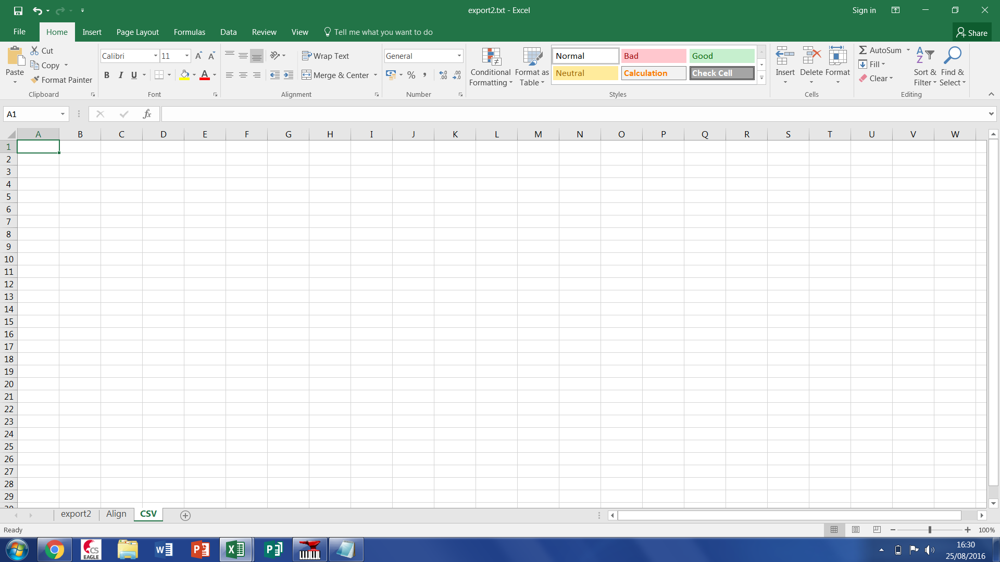 export2.txt - Excel
Sign in
File Home Insert Page Layout Formulas Data Review View Tell me what you want to do
Share
Paste
Cut
Copy
Format Painter
Clipboard
Calibri 11
B I U A
Font
Wrap Text
Merge & Center
Alignment
General
% ,
Number
Conditional Formatting
Format as Table
Normal Bad Good
Neutral Calculation Check Cell
Styles
Insert Delete Format
Cells
AutoSum
Fill
Clear
Sort & Filter
Find & Select
Editing
A1
fx
A B C D E F G H I J K L M N O P Q R S T U V W
1
2
3
4
5
6
7
8
9
10
11
12
13
14
15
16
17
18
19
20
21
22
23
24
25
26
27
28
29
30
export2 Align CSV
Ready
100%
CS
EAGLE
16:30
25/08/2016